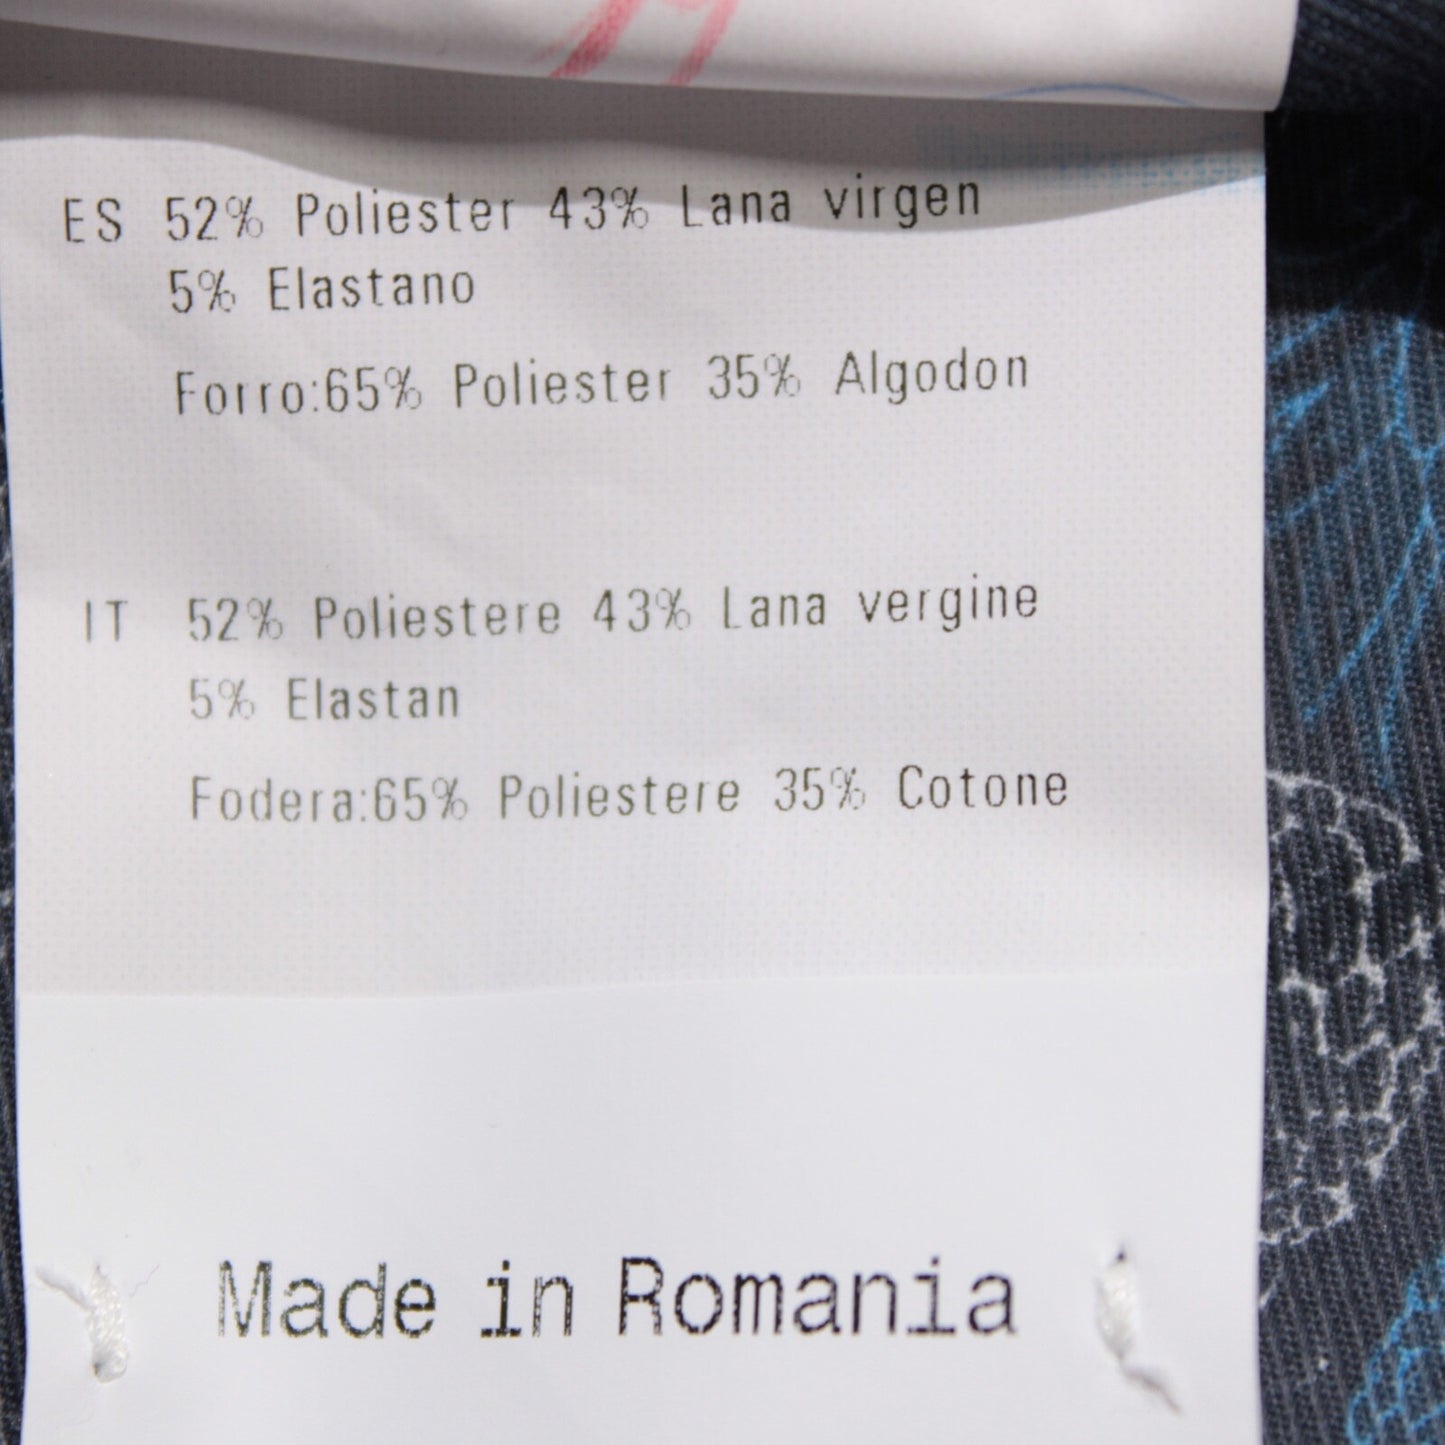 ES 52% Poliester 43% Lana virgen
5% Elastano
Forro:65% Poliester 35% Algodon
IT 52% Poliestere 43% Lana vergine
5% Elastan
Fodera:65% Poliestere 35% Cotone
Made in Romania